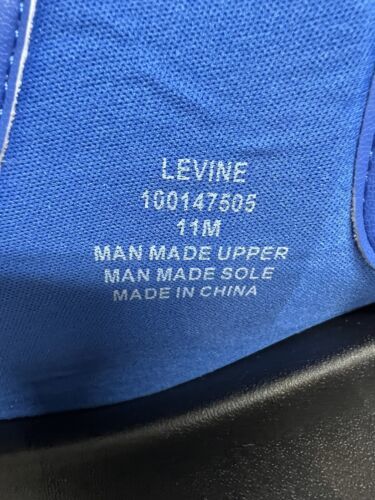 LEVINE
100147505
11M
MAN MADE UPPER
MAN MADE SOLE
MADE IN CHINA